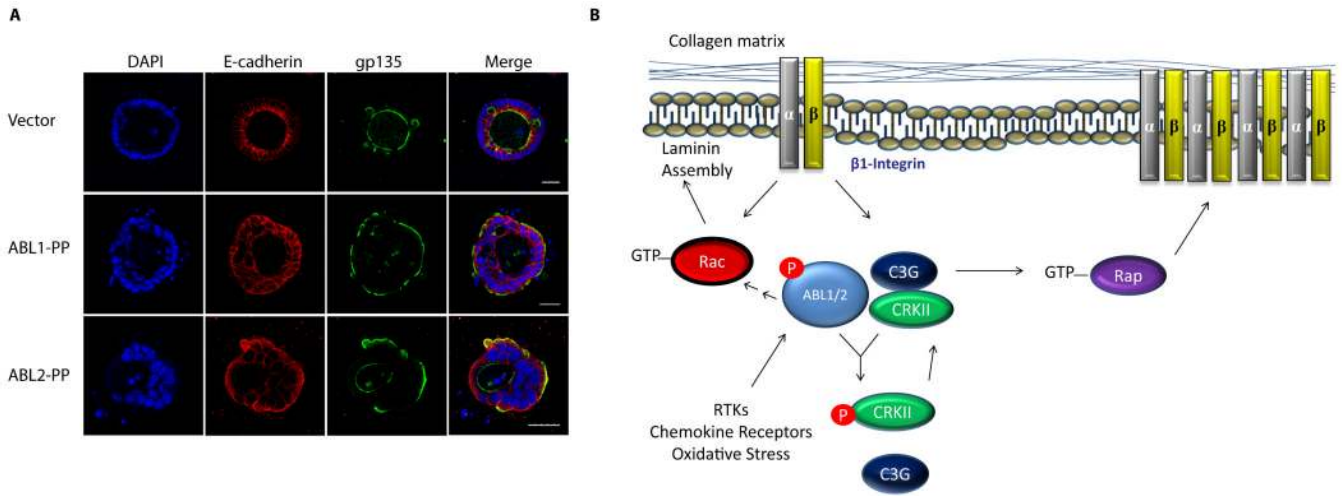 A
DAPI E-cadherin gp135 Merge
Vector
ABL1-PP
ABL2-PP
B
Collagen matrix
α β
α β α β α β α β
Laminin
Assembly
β1-Integrin
GTP
Rac
P
ABL1/2
C3G
CRKII
GTP
Rap
RTKs
Chemokine Receptors
Oxidative Stress
P
CRKII
C3G